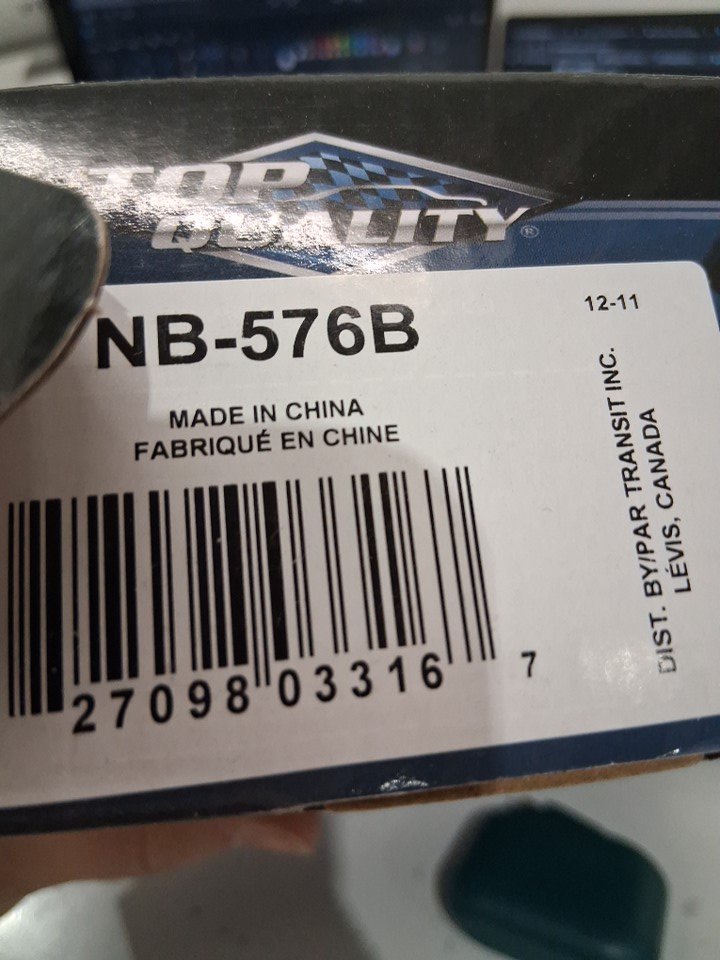 TOP
QUALITY®
NB-576B
12-11
MADE IN CHINA
FABRIQUÉ EN CHINE
27098 03316 7
DIST. BY/PAR TRANSIT INC.
LÉVIS, CANADA